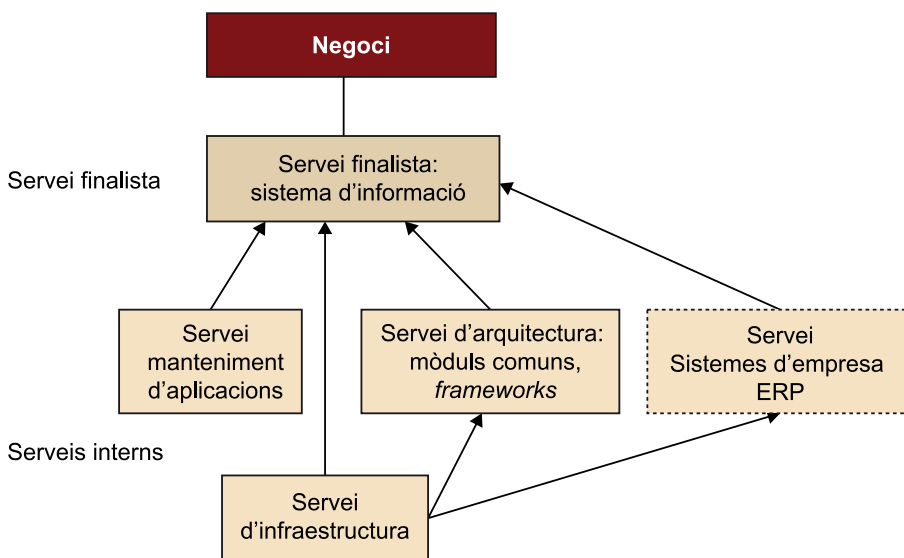 Negoci
Servei finalista
Servei finalista:
sistema d’informació
Servei
manteniment
d’aplicacions
Servei d’arquitectura:
mòduls comuns,
frameworks
Servei
Sistemes d’empresa
ERP
Serveis interns
Servei
d’infraestructura